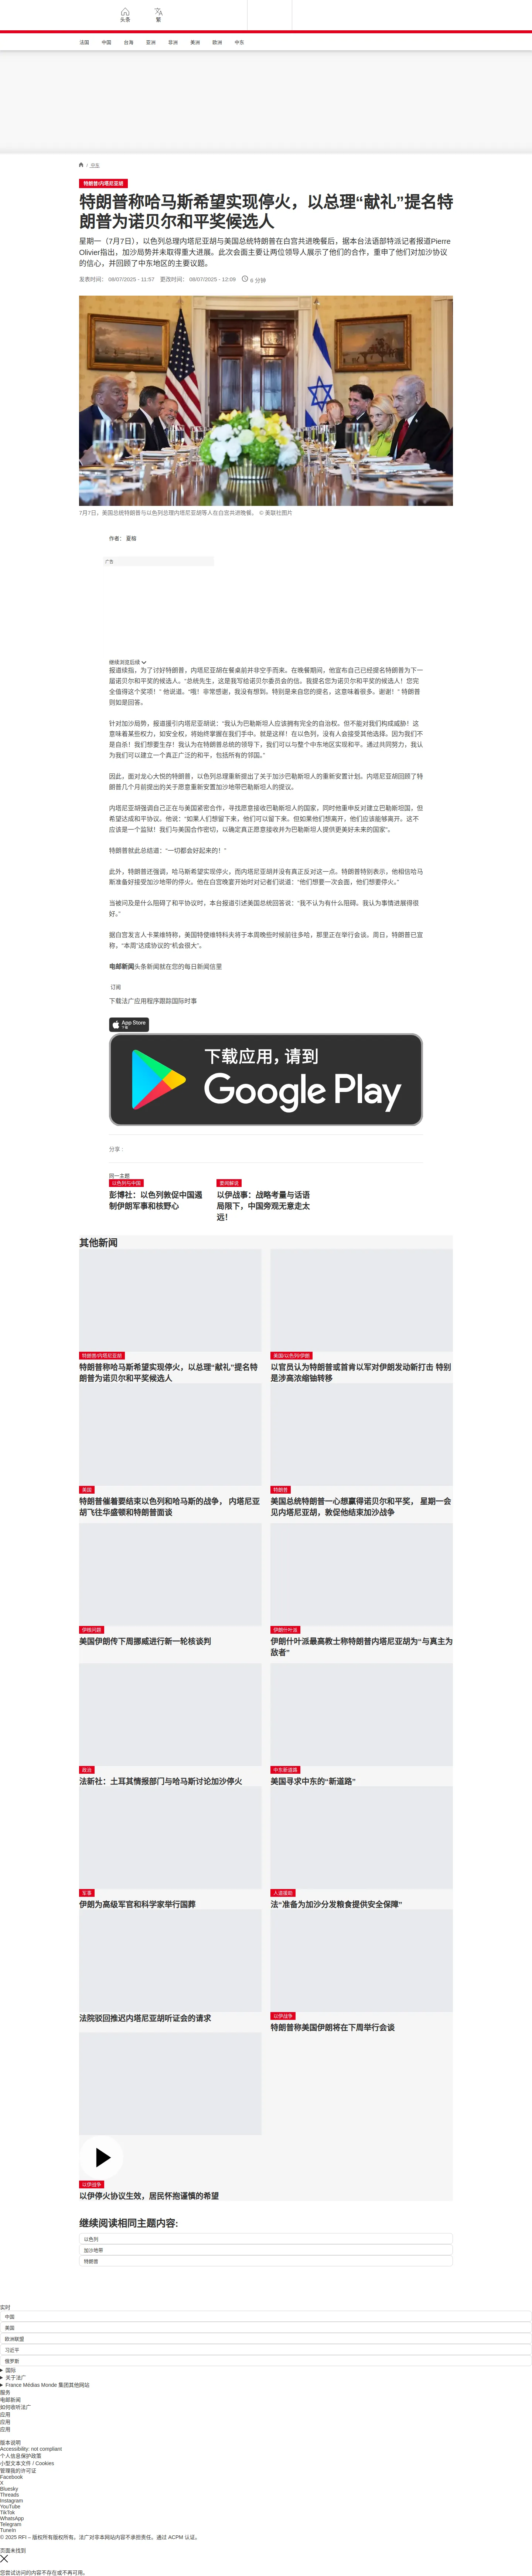 头条
繁
法国
中国
台海
亚洲
非洲
美洲
欧洲
中东
/ 中东
特朗普/内塔尼亚胡
特朗普称哈马斯希望实现停火，以总理“献礼”提名特
朗普为诺贝尔和平奖候选人
星期一（7月7日），以色列总理内塔尼亚胡与美国总统特朗普在白宫共进晚餐后，据本台法语部特派记者报道Pierre
Olivier指出，加沙局势并未取得重大进展。此次会面主要让两位领导人展示了他们的合作，重申了他们对加沙协议
的信心，并回顾了中东地区的主要议题。
发表时间： 08/07/2025 - 11:57 更改时间： 08/07/2025 - 12:09 6 分钟
7月7日，美国总统特朗普与以色列总理内塔尼亚胡等人在白宫共进晚餐。 © 美联社图片
作者： 夏榕
广告
继续浏览后续
报道续指，为了讨好特朗普，内塔尼亚胡在餐桌前并非空手而来。在晚餐期间，他宣布自己已经提名特朗普为下一
届诺贝尔和平奖的候选人。“总统先生，这是我写给诺贝尔委员会的信。我提名您为诺贝尔和平奖的候选人！您完
全值得这个奖项！” 他说道。“哦！非常感谢，我没有想到。特别是来自您的提名，这意味着很多。谢谢！” 特朗普
则如是回答。
针对加沙局势，报道援引内塔尼亚胡说：“我认为巴勒斯坦人应该拥有完全的自治权。但不能对我们构成威胁！这
意味着某些权力，如安全权，将始终掌握在我们手中。就是这样！在以色列，没有人会接受其他选择。因为我们不
是自杀！我们想要生存！我认为在特朗普总统的领导下，我们可以与整个中东地区实现和平。通过共同努力，我认
为我们可以建立一个真正广泛的和平，包括所有的邻国。”
因此，面对龙心大悦的特朗普，以色列总理重新提出了关于加沙巴勒斯坦人的重新安置计划。内塔尼亚胡回顾了特
朗普几个月前提出的关于愿意重新安置加沙地带巴勒斯坦人的提议。
内塔尼亚胡强调自己正在与美国紧密合作，寻找愿意接收巴勒斯坦人的国家，同时他重申反对建立巴勒斯坦国，但
希望达成和平协议。他说：“如果人们想留下来，他们可以留下来。但如果他们想离开，他们应该能够离开。这不
应该是一个监狱！我们与美国合作密切，以确定真正愿意接收并为巴勒斯坦人提供更美好未来的国家”。
特朗普就此总结道：“一切都会好起来的！”
此外，特朗普还强调，哈马斯希望实现停火，而内塔尼亚胡并没有真正反对这一点。特朗普特别表示，他相信哈马
斯准备好接受加沙地带的停火。他在白宫晚宴开始时对记者们说道：“他们想要一次会面，他们想要停火。”
当被问及是什么阻碍了和平协议时，本台报道引述美国总统回答说：“我不认为有什么阻碍。我认为事情进展得很
好。”
据白宫发言人卡莱维特称，美国特使维特科夫将于本周晚些时候前往多哈，那里正在举行会谈。周日，特朗普已宣
称，“本周”达成协议的“机会很大”。
电邮新闻头条新闻就在您的每日新闻信里
订阅
下载法广应用程序跟踪国际时事
App Store
下载
下载应用，请到
Google Play
分享 :
同一主题
以色列与中国
彭博社：以色列敦促中国遏
制伊朗军事和核野心
要闻解说
以伊战事：战略考量与话语
局限下，中国旁观无意走太
远！
其他新闻
特朗普/内塔尼亚胡
特朗普称哈马斯希望实现停火，以总理“献礼”提名特
朗普为诺贝尔和平奖候选人
美国/以色列/伊朗
以官员认为特朗普或首肯以军对伊朗发动新打击 特别
是涉高浓缩铀转移
美国
特朗普催着要结束以色列和哈马斯的战争， 内塔尼亚
胡飞往华盛顿和特朗普面谈
特朗普
美国总统特朗普一心想赢得诺贝尔和平奖， 星期一会
见内塔尼亚胡，敦促他结束加沙战争
伊核问题
美国伊朗传下周挪威进行新一轮核谈判
伊朗什叶派
伊朗什叶派最高教士称特朗普内塔尼亚胡为“与真主为
敌者”
政治
法新社：土耳其情报部门与哈马斯讨论加沙停火
中东新道路
美国寻求中东的“新道路”
军事
伊朗为高级军官和科学家举行国葬
人道援助
法“准备为加沙分发粮食提供安全保障”
法院驳回推迟内塔尼亚胡听证会的请求
以伊战争
特朗普称美国伊朗将在下周举行会谈
以伊战争
以伊停火协议生效，居民怀抱谨慎的希望
继续阅读相同主题内容:
以色列
加沙地带
特朗普
实时
中国
美国
欧洲联盟
习近平
俄罗斯
国际
关于法广
France Médias Monde 集团其他网站
服务
电邮新闻
如何收听法广
应用
应用
应用
版本说明
Accessibility: not compliant
个人信息保护政策
小型文本文件 / Cookies
管理我的许可证
Facebook
X
Bluesky
Threads
Instagram
YouTube
TikTok
WhatsApp
Telegram
TuneIn
© 2025 RFI – 版权所有版权所有。法广对非本网站内容不承担责任。通过 ACPM 认证。
页面未找到
您尝试访问的内容不存在或不再可用。